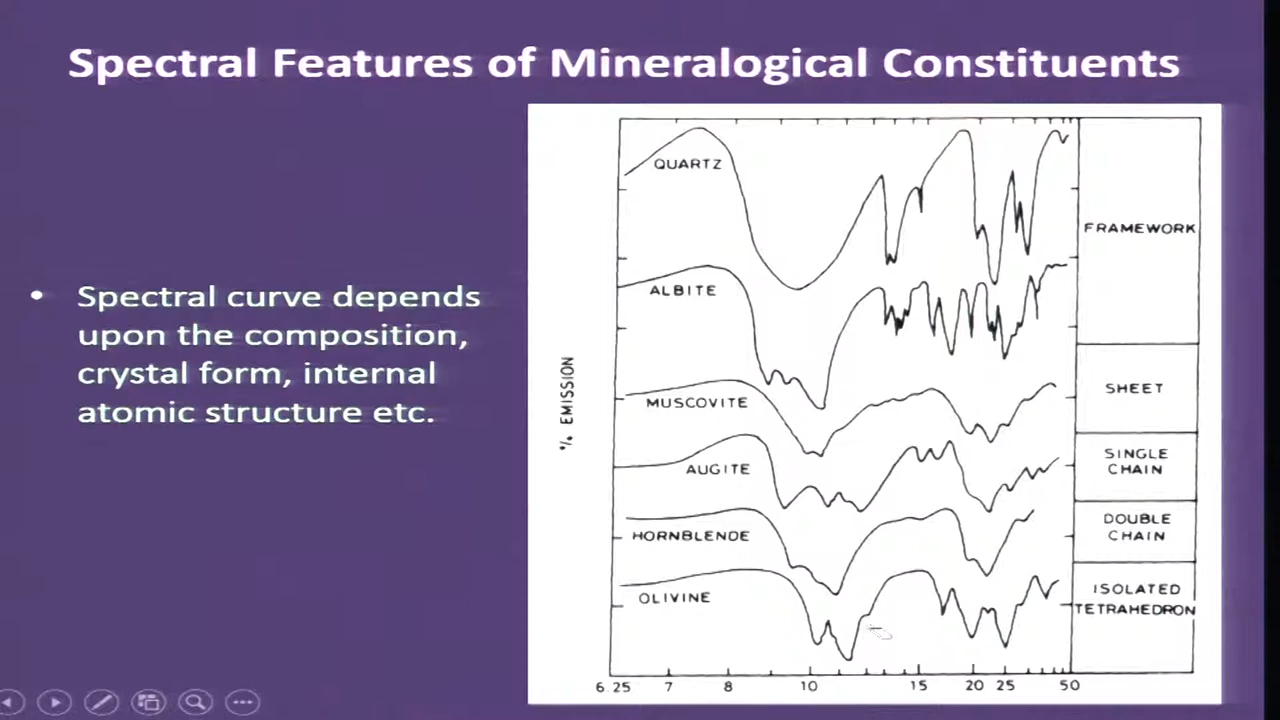 Spectral Features of Mineralogical Constituents
• Spectral curve depends
upon the composition,
crystal form, internal
atomic structure etc.
% EMISSION
QUARTZ
ALBITE
MUSCOVITE
AUGITE
HORNBLENDE
OLIVINE
FRAMEWORK
SHEET
SINGLE
CHAIN
DOUBLE
CHAIN
ISOLATED
TETRAHEDRON
6.25 7 8 10 15 20 25 50